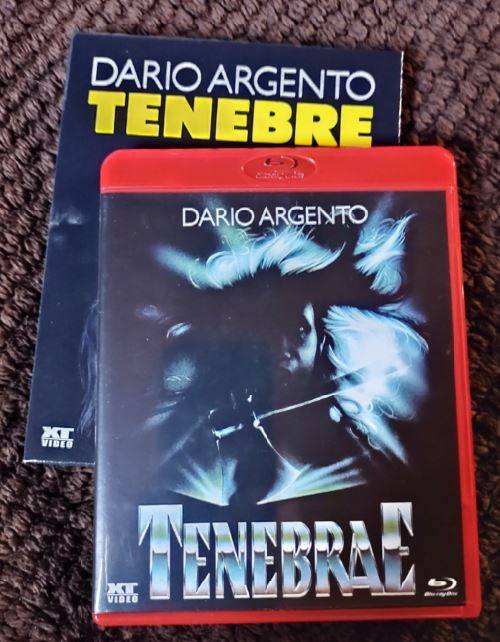 DARIO ARGENTO
TENEBRE
DARIO ARGENTO
XT
VIDEO
TENEBRAE
XT
VIDEO
Blu-ray Disc